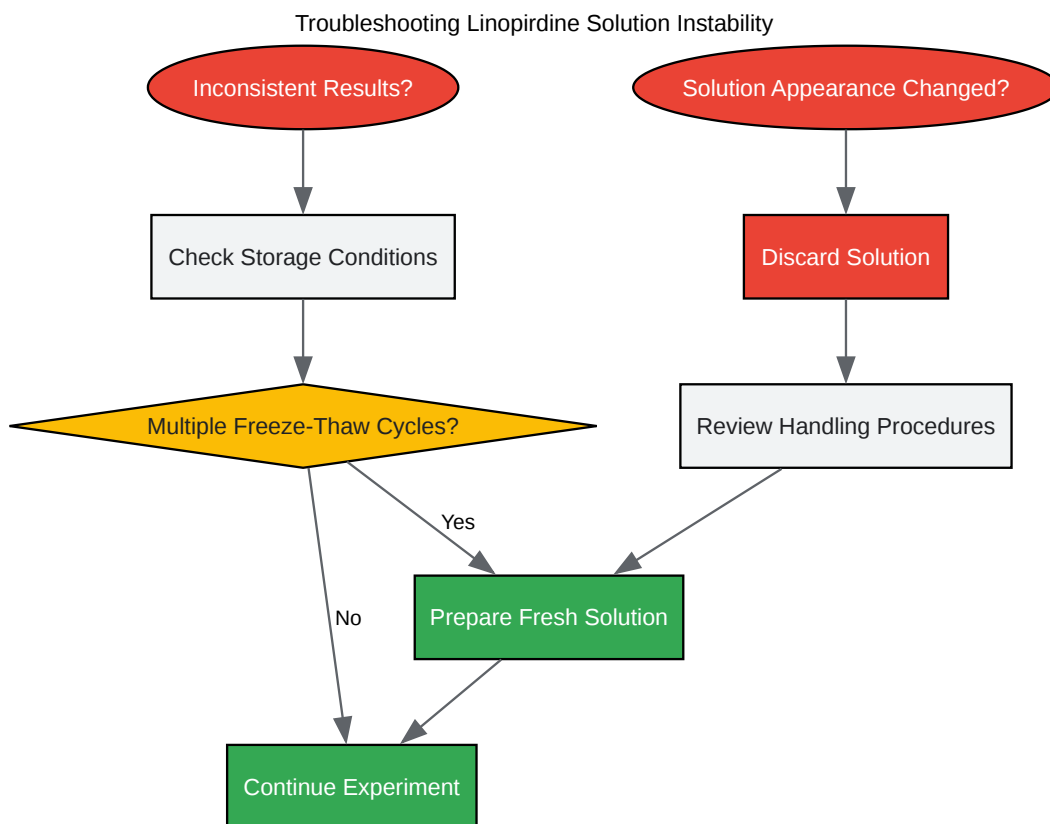 Troubleshooting Linopirdine Solution Instability
Inconsistent Results?
Solution Appearance Changed?
Check Storage Conditions
Discard Solution
Multiple Freeze-Thaw Cycles?
Review Handling Procedures
Yes
No
Prepare Fresh Solution
Continue Experiment